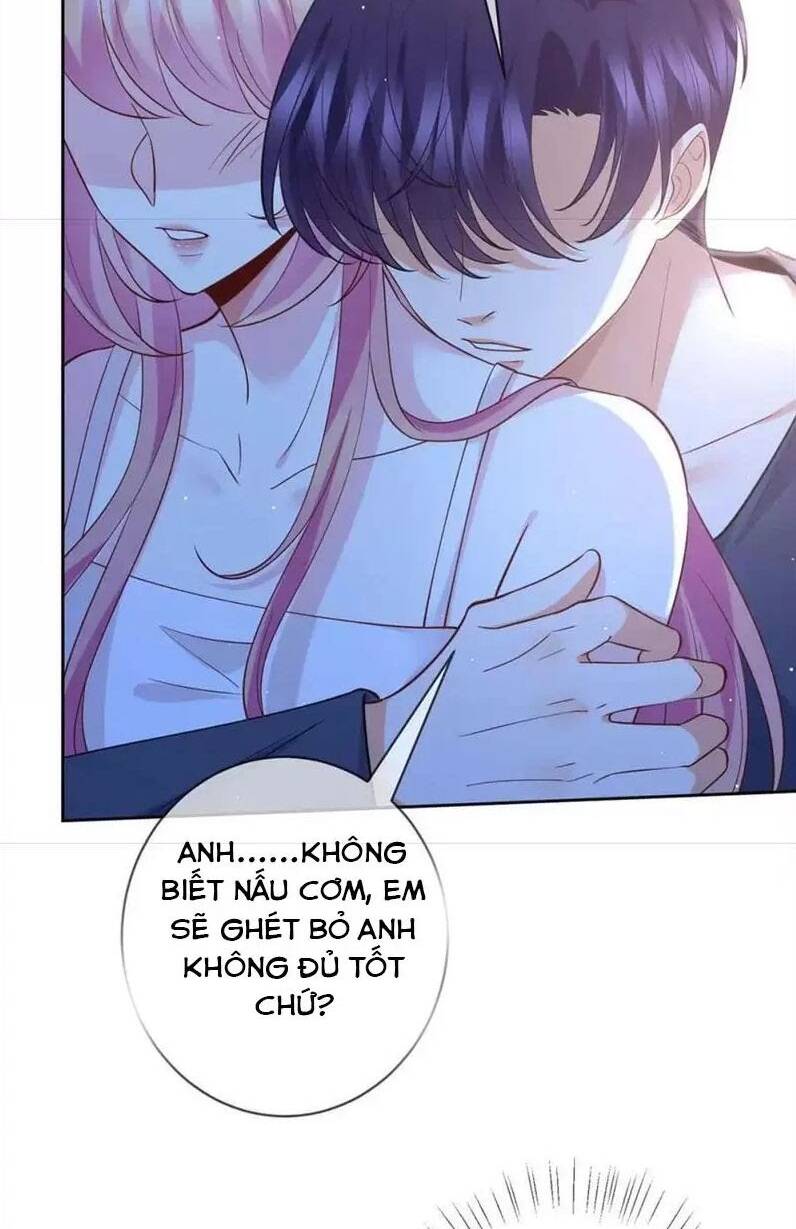 ANH......KHÔNG
BIẾT NẤU CƠM, EM
SẼ GHÉT BỎ ANH
KHÔNG ĐỦ TỐT
CHỨ?